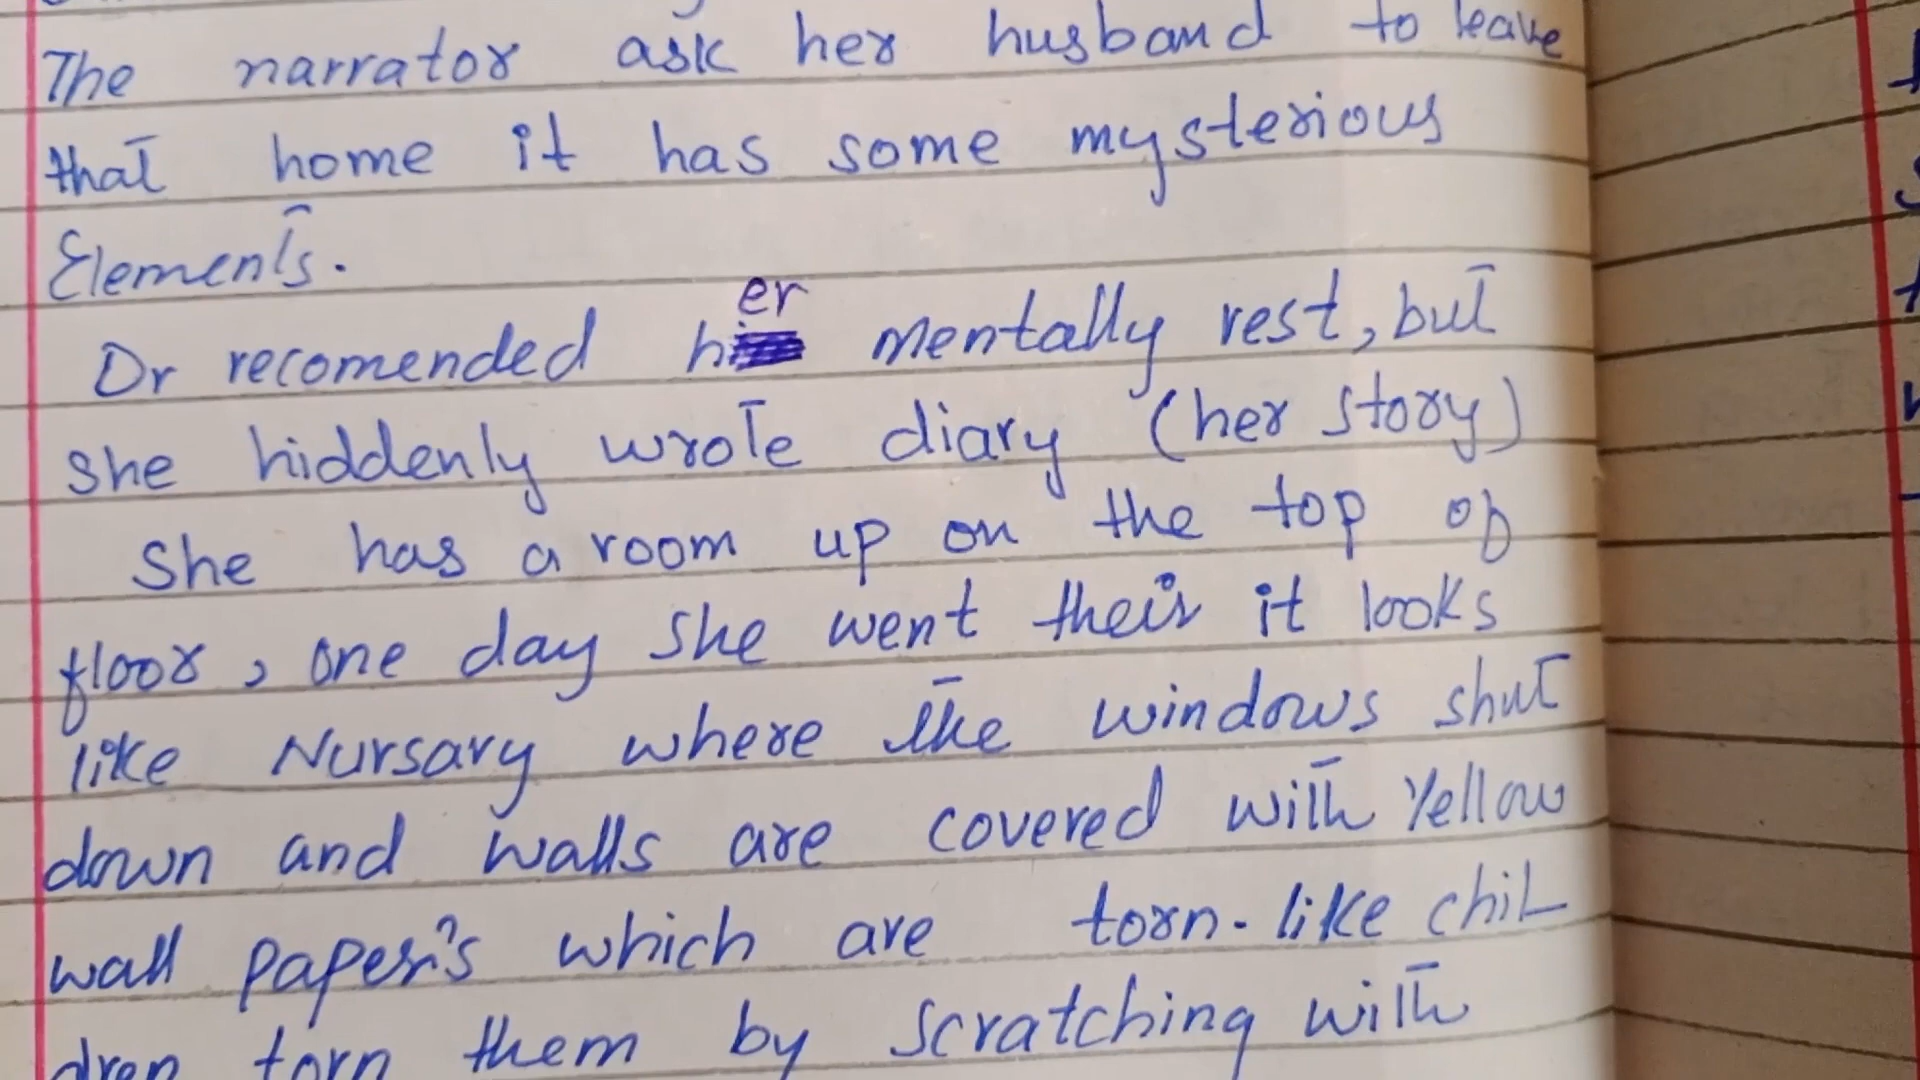 The narrator ask her husband to leave
that home it has some mysterious
Elements.
Dr recomended her mentally rest, but
she hiddenly wrote diary (her story)
She has a room up on the top of
floor, one day she went their it looks
like Nursary where the windows shut
down and walls are covered with Yellow
wall paper's which are torn. like chil
dren torn them by scratching with